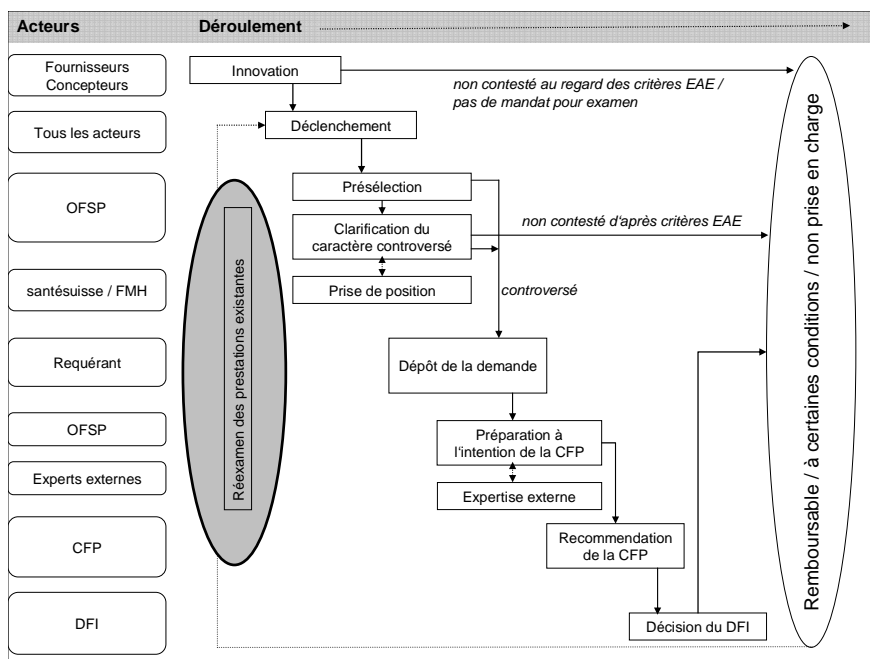 Acteurs
Déroulement
Fournisseurs
Concepteurs
Innovation
non contesté au regard des critères EAE /
pas de mandat pour examen
Tous les acteurs
Déclenchement
OFSP
Présélection
Clarification du
caractère controversé
non contesté d'après critères EAE
santésuisse / FMH
Prise de position
controversé
Requérant
Dépôt de la demande
OFSP
Préparation à
l'intention de la CFP
Experts externes
Expertise externe
CFP
Recommendation
de la CFP
DFI
Décision du DFI
Réexamen des prestations existantes
Remboursable / à certaines conditions / non prise en charge